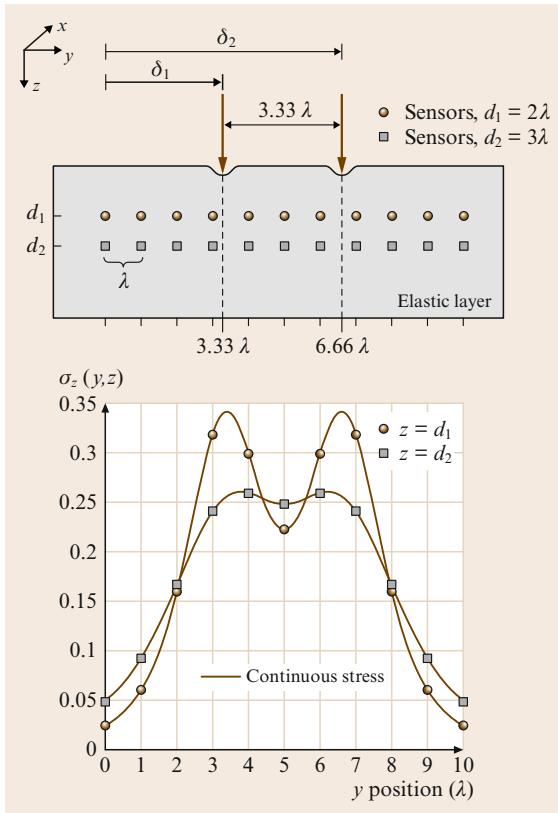 x
y
z
δ₂
δ₁
3.33 λ
Sensors, d₁ = 2λ
Sensors, d₂ = 3λ
d₁
d₂
λ
Elastic layer
3.33 λ
6.66 λ
σz (y,z)
0.35
0.3
0.25
0.2
0.15
0.1
0.05
0
z = d₁
z = d₂
Continuous stress
0 1 2 3 4 5 6 7 8 9 10
y position (λ)